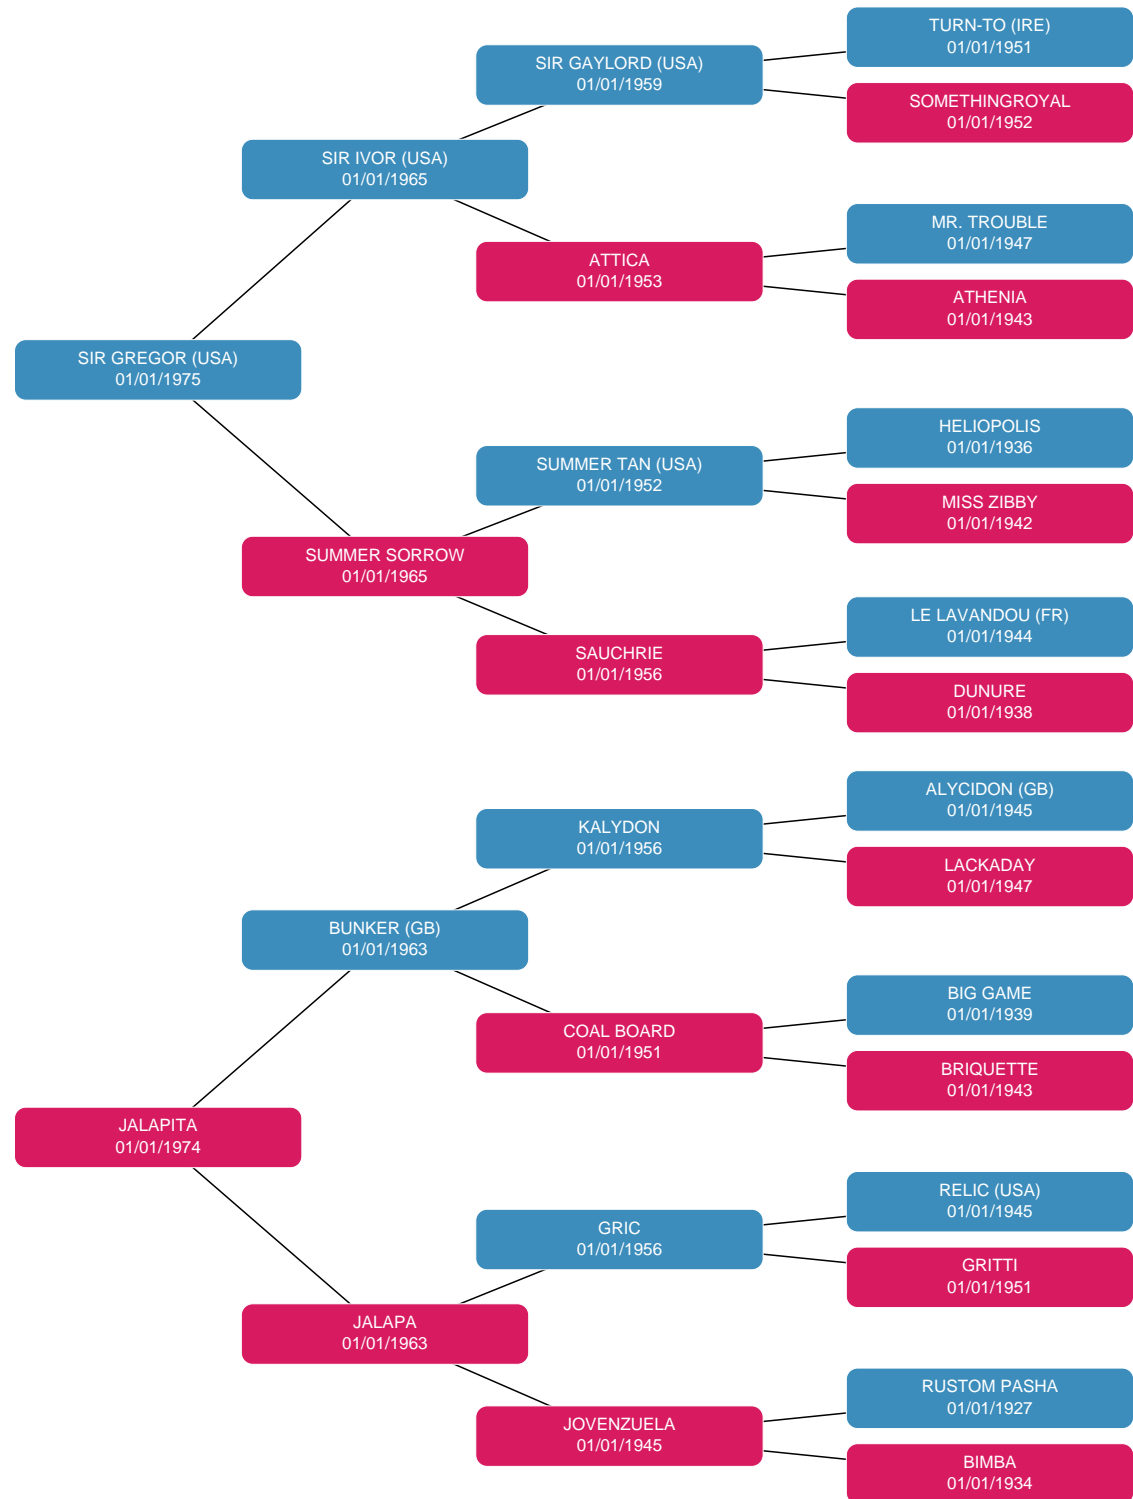 TURN-TO (IRE)
01/01/1951
SIR GAYLORD (USA)
01/01/1959
SOMETHINGROYAL
01/01/1952
SIR IVOR (USA)
01/01/1965
MR. TROUBLE
01/01/1947
ATTICA
01/01/1953
ATHENIA
01/01/1943
SIR GREGOR (USA)
01/01/1975
HELIOPOLIS
01/01/1936
SUMMER TAN (USA)
01/01/1952
MISS ZIBBY
01/01/1942
SUMMER SORROW
01/01/1965
LE LAVANDOU (FR)
01/01/1944
SAUCHRIE
01/01/1956
DUNURE
01/01/1938
ALYCIDON (GB)
01/01/1945
KALYDON
01/01/1956
LACKADAY
01/01/1947
BUNKER (GB)
01/01/1963
BIG GAME
01/01/1939
COAL BOARD
01/01/1951
BRIQUETTE
01/01/1943
JALAPITA
01/01/1974
RELIC (USA)
01/01/1945
GRIC
01/01/1956
GRITTI
01/01/1951
JALAPA
01/01/1963
RUSTOM PASHA
01/01/1927
JOVENZUELA
01/01/1945
BIMBA
01/01/1934